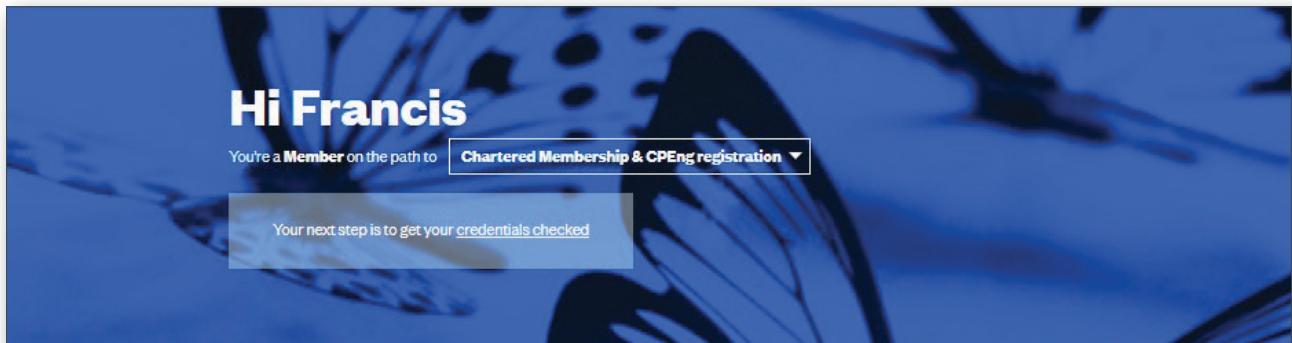 Hi Francis
You're a Member on the path to Chartered Membership & CPEng registration
Your next step is to get your credentials checked